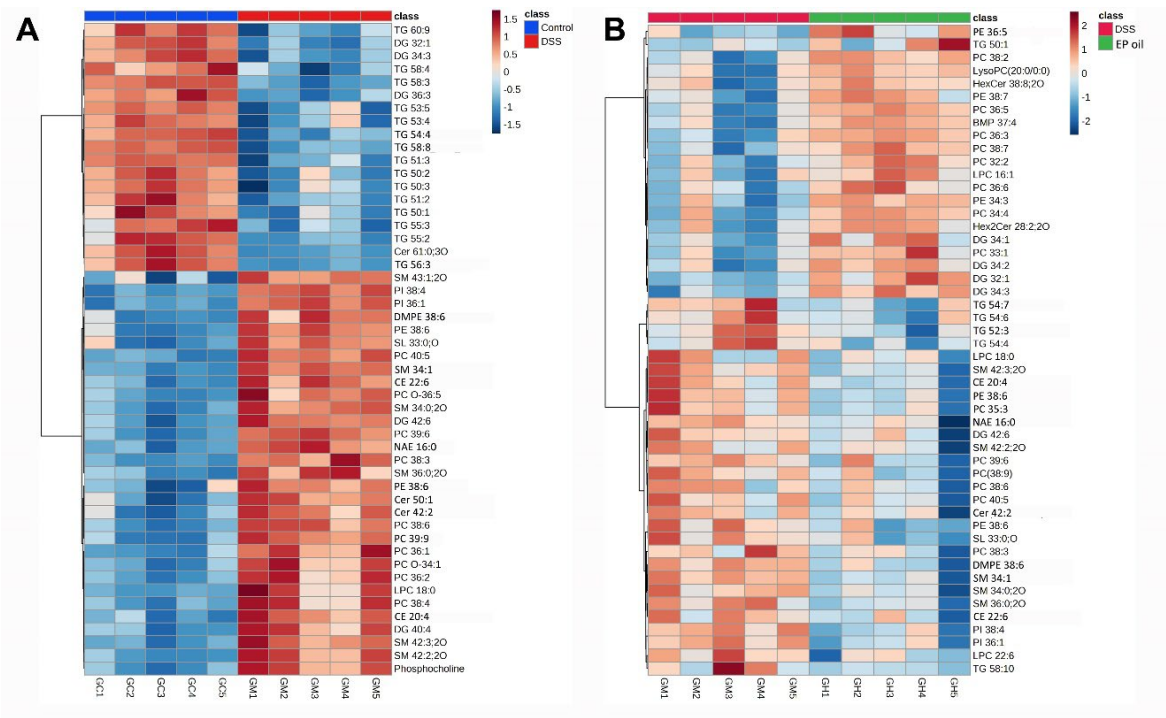 A
class
TG 60:9
DG 32:1
DG 34:3
TG 58:4
TG 58:3
DG 36:3
TG 53:5
TG 53:4
TG 54:4
TG 58:8
TG 51:3
TG 50:2
TG 50:3
TG 51:2
TG 50:1
TG 55:3
TG 55:2
Cer 61:0;3O
TG 56:3
SM 43:1;2O
PI 38:4
PI 36:1
DMPE 38:6
PE 38:6
SL 33:0;O
PC 40:5
SM 34:1
CE 22:6
PC O-36:5
SM 34:0;2O
DG 42:6
PC 39:6
NAE 16:0
PC 38:3
SM 36:0;2O
PE 38:6
Cer 50:1
Cer 42:2
PC 38:6
PC 39:9
PC 36:1
PC O-34:1
PC 36:2
LPC 18:0
PC 38:4
CE 20:4
DG 40:4
SM 42:3;2O
SM 42:2;2O
Phosphocholine
GC1
GC2
GC3
GC4
GC5
GM1
GM2
GM3
GM4
GM5
1.5
1
0.5
0
-0.5
-1
-1.5
class
Control
DSS
B
class
PE 36:5
TG 50:1
PC 38:2
LysoPC(20:0/0:0)
HexCer 38:8;2O
PE 38:7
PC 36:5
BMP 37:4
PC 36:3
PC 38:7
PC 32:2
LPC 16:1
PC 36:6
PE 34:3
PC 34:4
Hex2Cer 28:2;2O
DG 34:1
PC 33:1
DG 34:2
DG 32:1
DG 34:3
TG 54:7
TG 54:6
TG 52:3
TG 54:4
LPC 18:0
SM 42:3;2O
CE 20:4
PE 38:6
PC 35:3
NAE 16:0
DG 42:6
SM 42:2;2O
PC 39:6
PC(38:9)
PC 38:6
PC 40:5
Cer 42:2
PE 38:6
SL 33:0;O
PC 38:3
DMPE 38:6
SM 34:1
SM 34:0;2O
SM 36:0;2O
CE 22:6
PI 38:4
PI 36:1
LPC 22:6
TG 58:10
GM1
GM2
GM3
GM4
GM5
GH1
GH2
GH3
GH4
GH5
2
1
0
-1
-2
class
DSS
EP oil